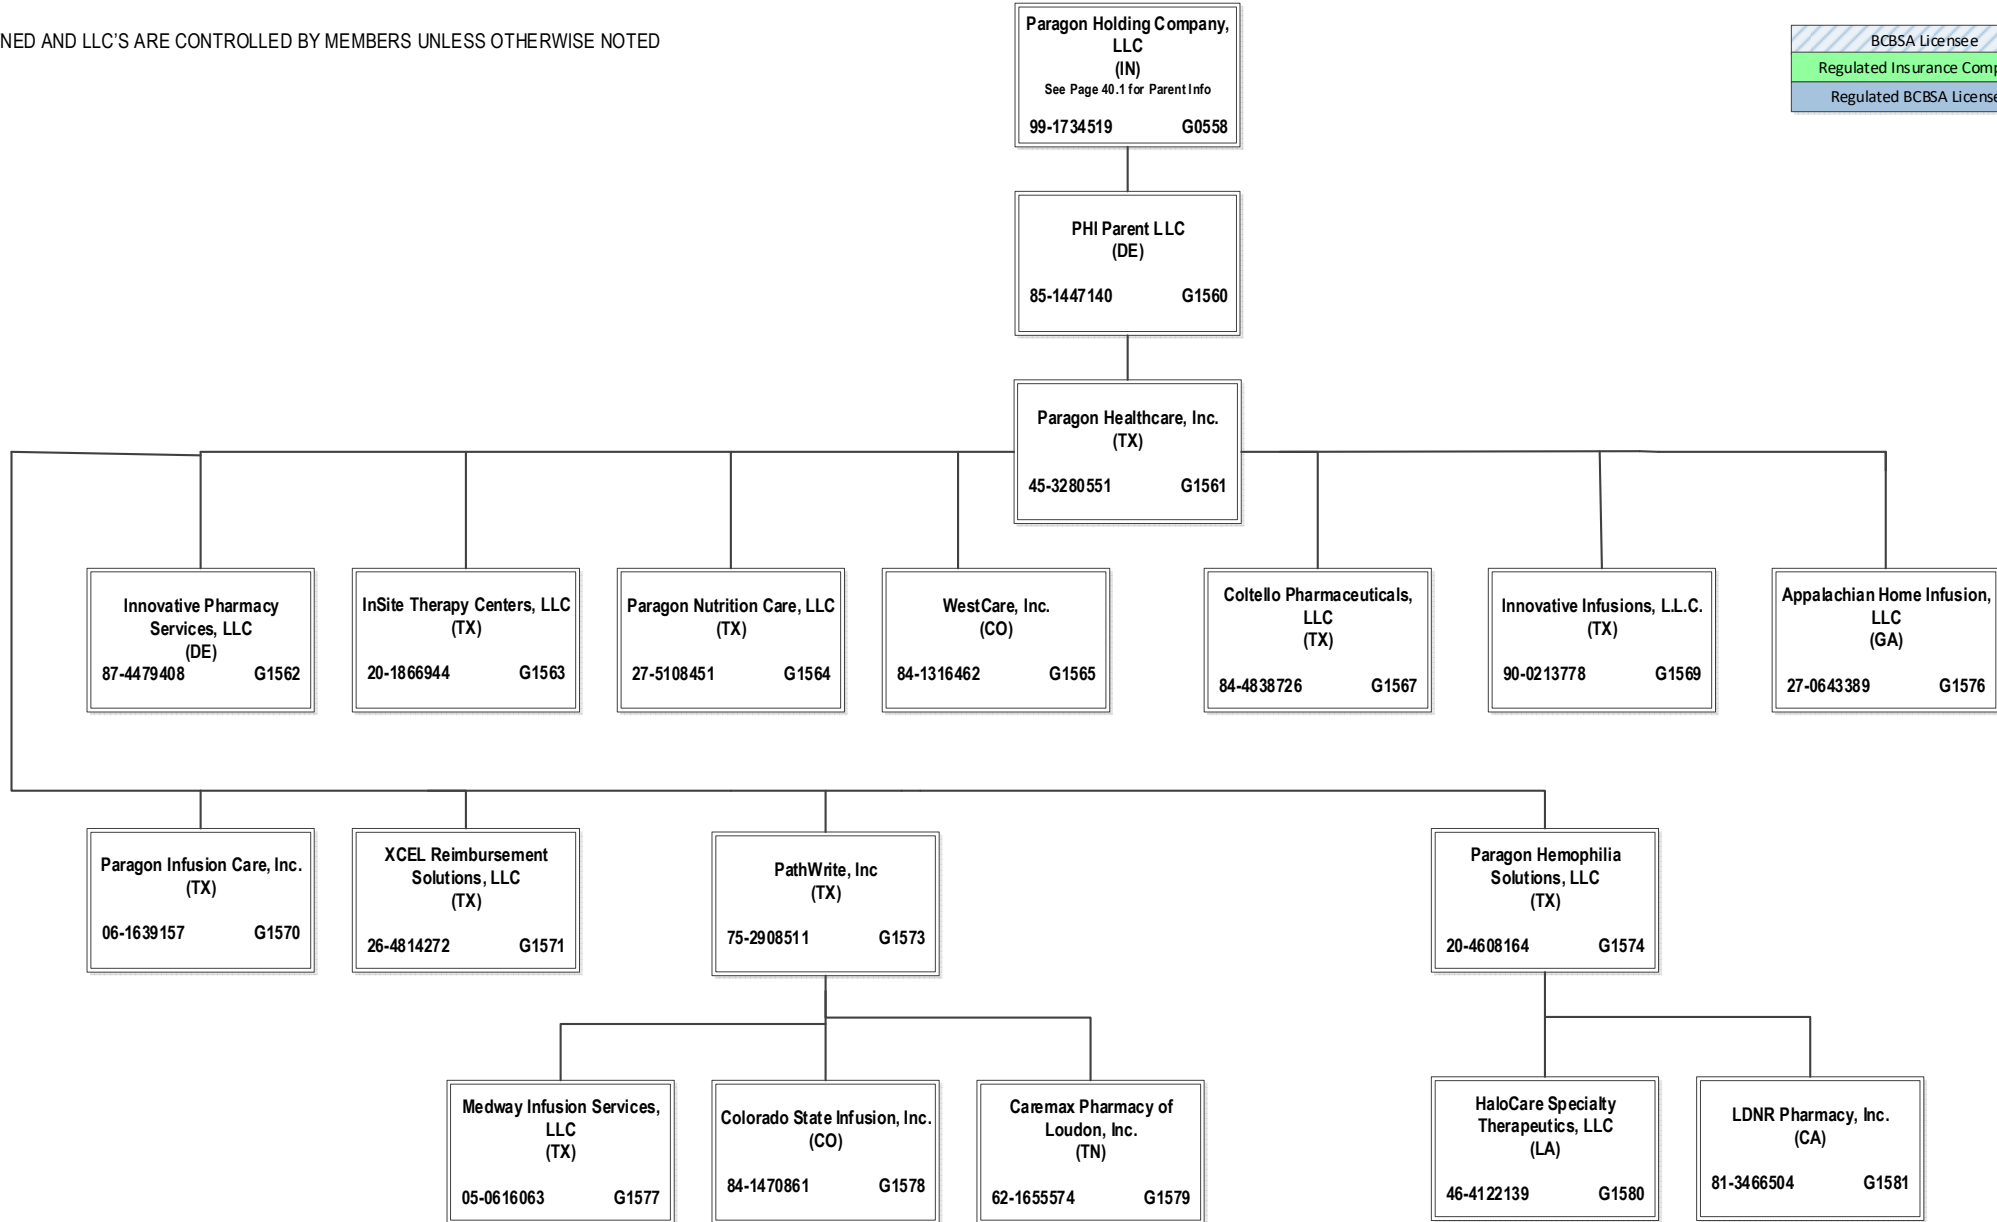 NED AND LLC'S ARE CONTROLLED BY MEMBERS UNLESS OTHERWISE NOTED
Paragon Holding Company,
LLC
(IN)
See Page 40.1 for Parent Info
99-1734519 G0558
BCBSA Licensee
Regulated Insurance Comp
Regulated BCBSA License
PHI Parent LLC
(DE)
85-1447140 G1560
Paragon Healthcare, Inc.
(TX)
45-3280551 G1561
Innovative Pharmacy
Services, LLC
(DE)
87-4479408 G1562
InSite Therapy Centers, LLC
(TX)
20-1866944 G1563
Paragon Nutrition Care, LLC
(TX)
27-5108451 G1564
WestCare, Inc.
(CO)
84-1316462 G1565
Coltello Pharmaceuticals,
LLC
(TX)
84-4838726 G1567
Innovative Infusions, L.L.C.
(TX)
90-0213778 G1569
Appalachian Home Infusion,
LLC
(GA)
27-0643389 G1576
Paragon Infusion Care, Inc.
(TX)
06-1639157 G1570
XCEL Reimbursement
Solutions, LLC
(TX)
26-4814272 G1571
PathWrite, Inc
(TX)
75-2908511 G1573
Paragon Hemophilia
Solutions, LLC
(TX)
20-4608164 G1574
Medway Infusion Services,
LLC
(TX)
05-0616063 G1577
Colorado State Infusion, Inc.
(CO)
84-1470861 G1578
Caremax Pharmacy of
Loudon, Inc.
(TN)
62-1655574 G1579
HaloCare Specialty
Therapeutics, LLC
(LA)
46-4122139 G1580
LDNR Pharmacy, Inc.
(CA)
81-3466504 G1581